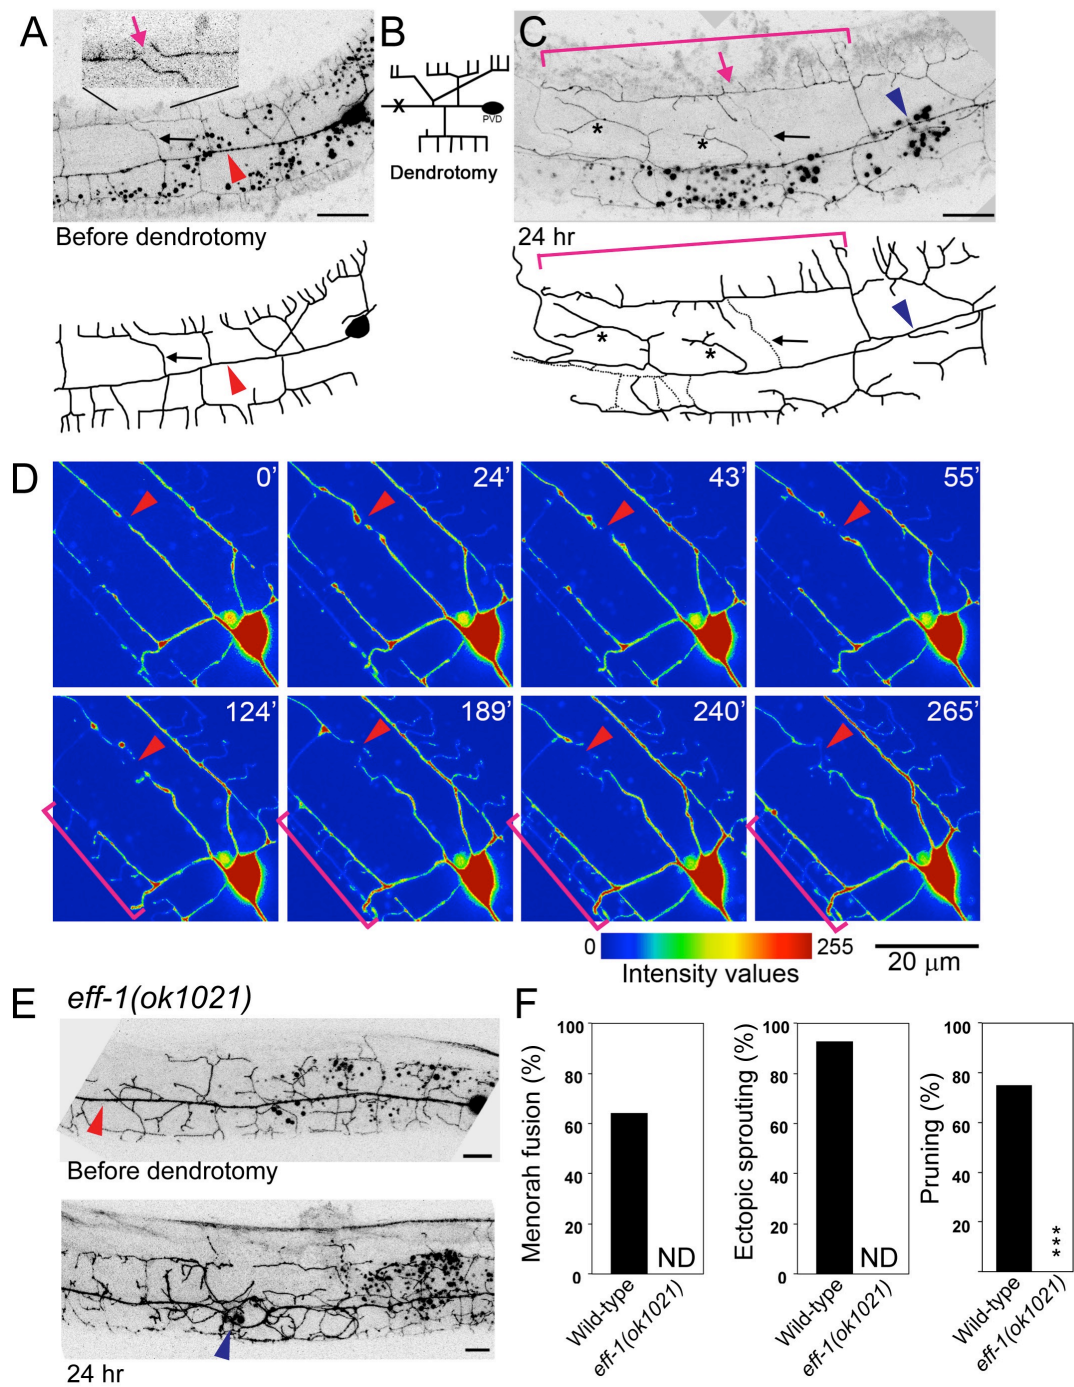 A
B
C
PVD
X
Dendrotomy
*
*
Before dendrotomy
24 hr
*
*
D
0’
24’
43’
55’
124’
189’
240’
265’
0
255
Intensity values
20 μm
E
eff-1(ok1021)
Before dendrotomy
24 hr
F
Menorah fusion (%)
100
80
60
40
20
0
ND
Wild-type
eff-1(ok1021)
Ectopic sprouting (%)
100
80
60
40
20
0
ND
Wild-type
eff-1(ok1021)
Pruning (%)
100
80
60
40
20
***
Wild-type
eff-1(ok1021)